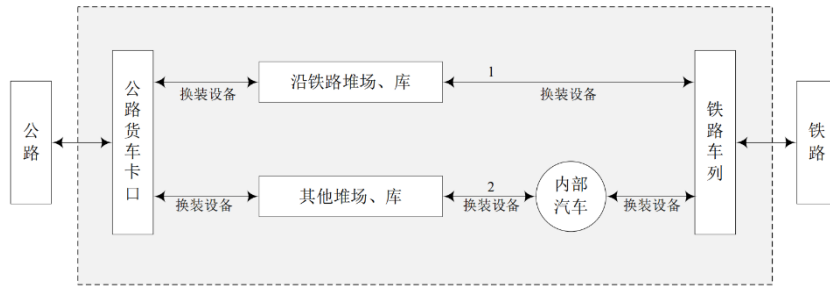 公路
公路货车卡口
换装设备
沿铁路堆场、库
1
换装设备
换装设备
其他堆场、库
2
换装设备
内部
汽车
换装设备
铁路车列
铁路